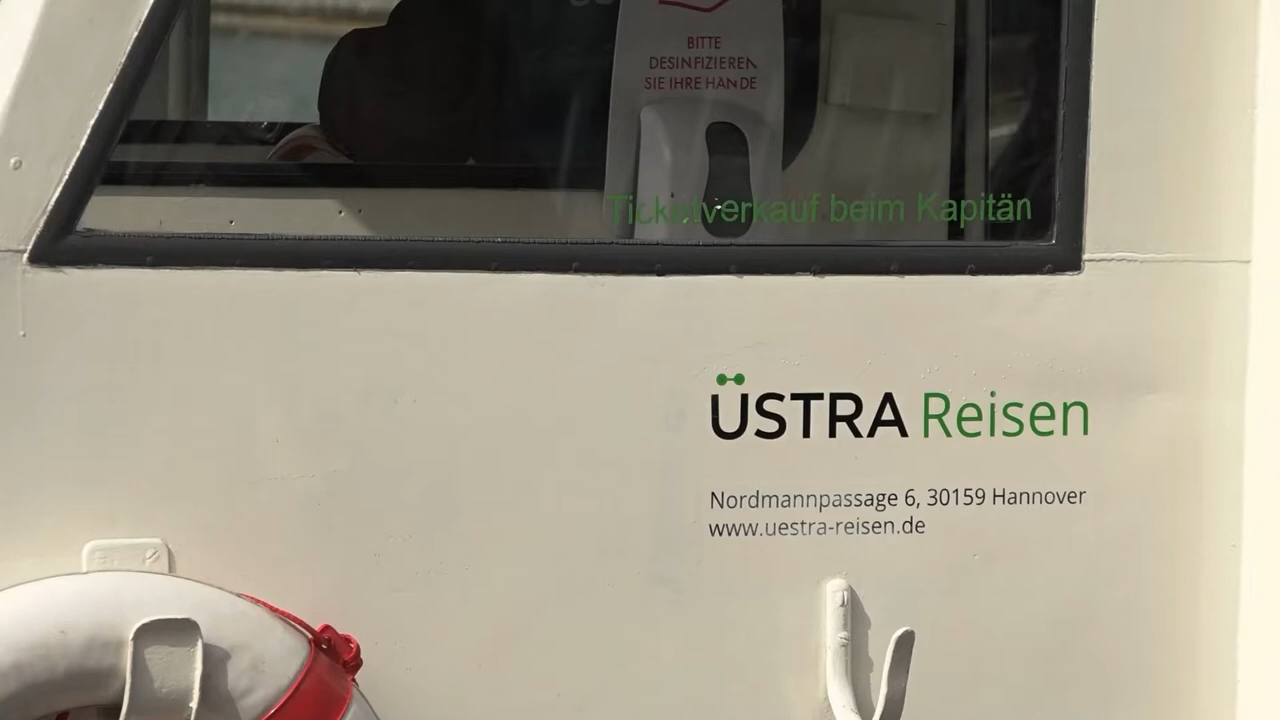 BITTE
DESINFIZIEREN
SIE IHRE HÄNDE
Ticketverkauf beim Kapitän
ÜSTRA Reisen
Nordmannpassage 6, 30159 Hannover
www.uestra-reisen.de